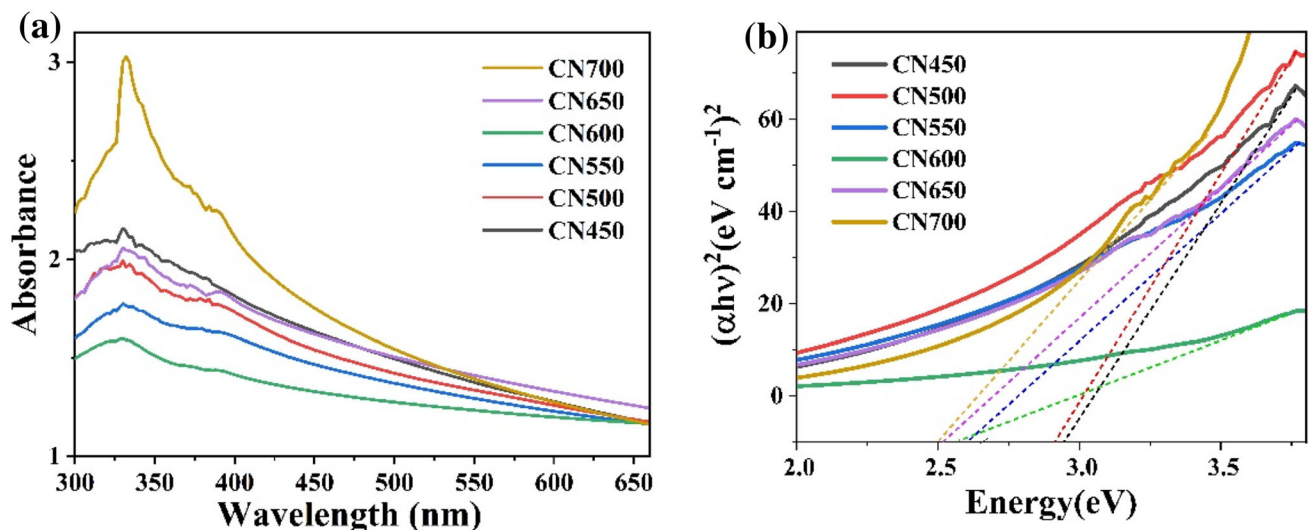 (a)
Absorbance
3
2
1
CN700
CN650
CN600
CN550
CN500
CN450
300 350 400 450 500 550 600 650
Wavelength (nm)
(b)
(αhν)²(eV cm⁻¹)²
60
40
20
0
CN450
CN500
CN550
CN600
CN650
CN700
2.0 2.5 3.0 3.5
Energy(eV)